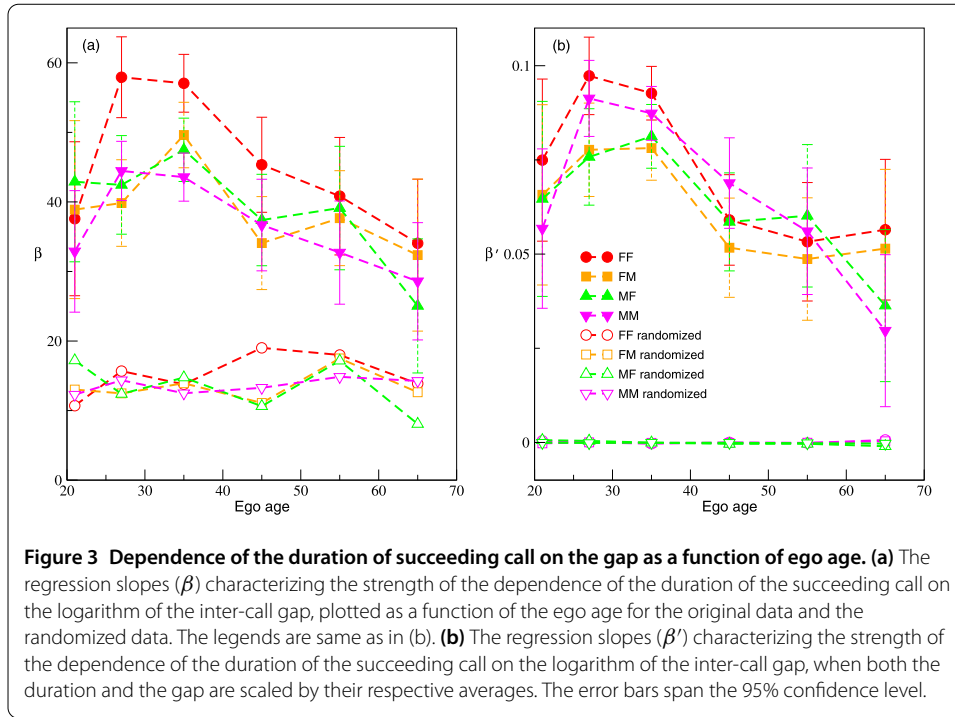 (a)
60
40
β
20
0
20 30 40 50 60 70
Ego age
(b)
0.1
β′ 0.05
0
FF
FM
MF
MM
FF randomized
FM randomized
MF randomized
MM randomized
20 30 40 50 60 70
Ego age
Figure 3 Dependence of the duration of succeeding call on the gap as a function of ego age. (a) The
regression slopes (β) characterizing the strength of the dependence of the duration of the succeeding call on
the logarithm of the inter-call gap, plotted as a function of the ego age for the original data and the
randomized data. The legends are same as in (b). (b) The regression slopes (β′) characterizing the strength of
the dependence of the duration of the succeeding call on the logarithm of the inter-call gap, when both the
duration and the gap are scaled by their respective averages. The error bars span the 95% confidence level.